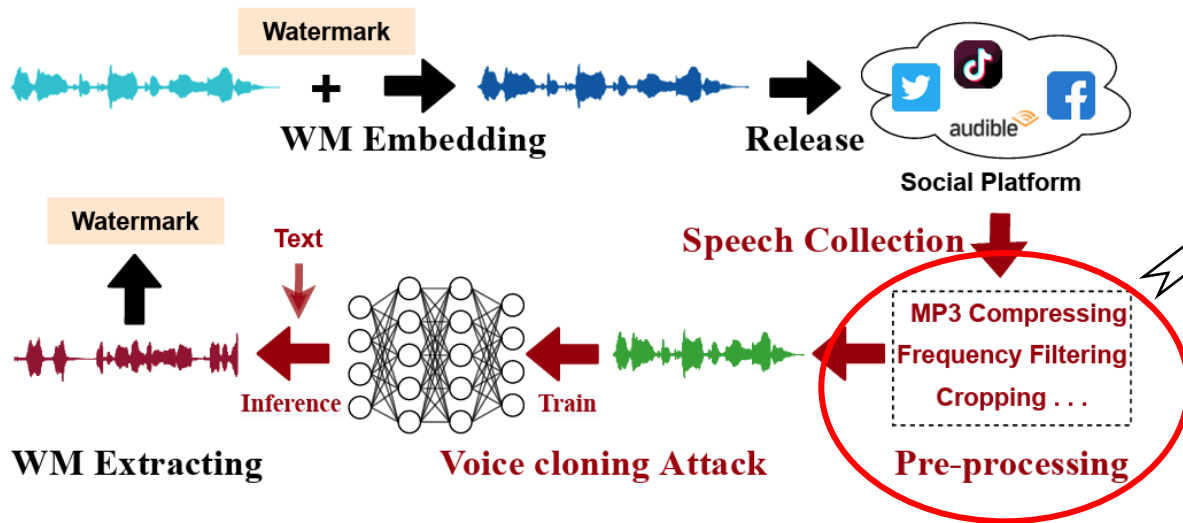 Watermark
+
WM Embedding
Release
audible
Social Platform
Watermark
Text
Speech Collection
MP3 Compressing
Frequency Filtering
Cropping . . .
Inference
Train
WM Extracting
Voice cloning Attack
Pre-processing